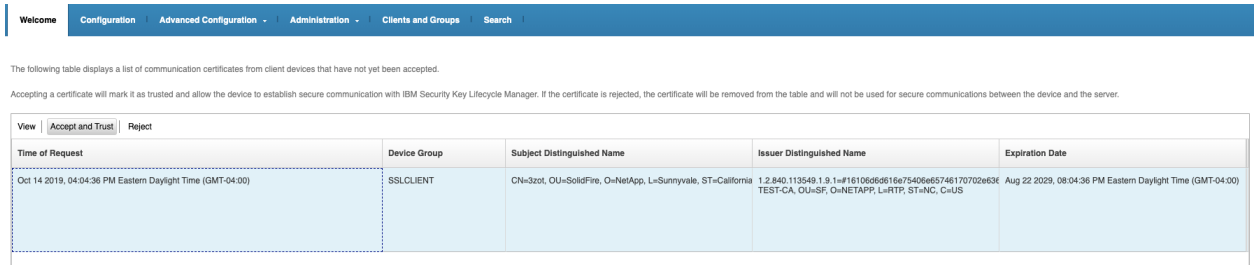 Welcome Configuration Advanced Configuration Administration Clients and Groups Search
The following table displays a list of communication certificates from client devices that have not yet been accepted.
Accepting a certificate will mark it as trusted and allow the device to establish secure communication with IBM Security Key Lifecycle Manager. If the certificate is rejected, the certificate will be removed from the table and will not be used for secure communications between the device and the server.
View Accept and Trust Reject
Time of Request Device Group Subject Distinguished Name Issuer Distinguished Name Expiration Date
Oct 14 2019, 04:04:36 PM Eastern Daylight Time (GMT-04:00) SSLCLIENT CN=3zot, OU=SolidFire, O=NetApp, L=Sunnyvale, ST=California 1.2.840.113549.1.9.1=#16106d6d616e75406e65746170702e636 Aug 22 2029, 08:04:36 PM Eastern Daylight Time (GMT-04:00)
TEST-CA, OU=SF, O=NETAPP, L=RTP, ST=NC, C=US